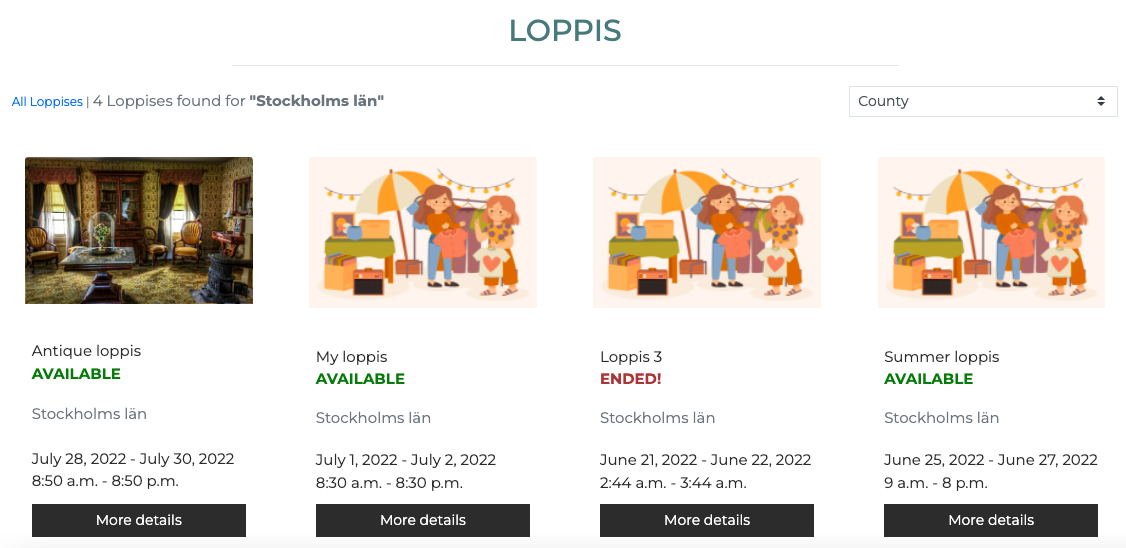 LOPPIS
All Loppises | 4 Loppises found for "Stockholms län"
County
Antique loppis
AVAILABLE
Stockholms län
July 28, 2022 - July 30, 2022
8:50 a.m. - 8:50 p.m.
More details
My loppis
AVAILABLE
Stockholms län
July 1, 2022 - July 2, 2022
8:30 a.m. - 8:30 p.m.
More details
Loppis 3
ENDED!
Stockholms län
June 21, 2022 - June 22, 2022
2:44 a.m. - 3:44 a.m.
More details
Summer loppis
AVAILABLE
Stockholms län
June 25, 2022 - June 27, 2022
9 a.m. - 8 p.m.
More details